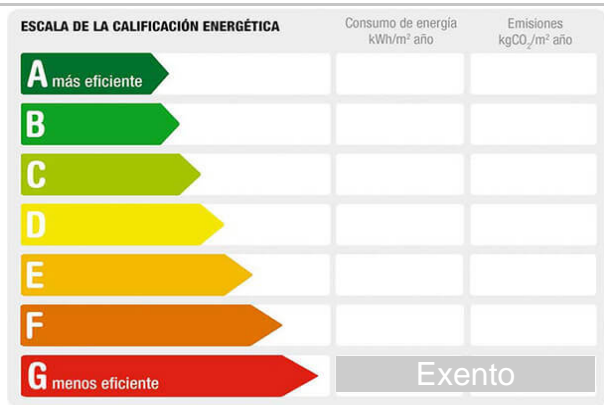 ESCALA DE LA CALIFICACIÓN ENERGÉTICA
Consumo de energía
kWh/m² año
Emisiones
kgCO₂/m² año
A más eficiente
B
C
D
E
F
G menos eficiente
Exento